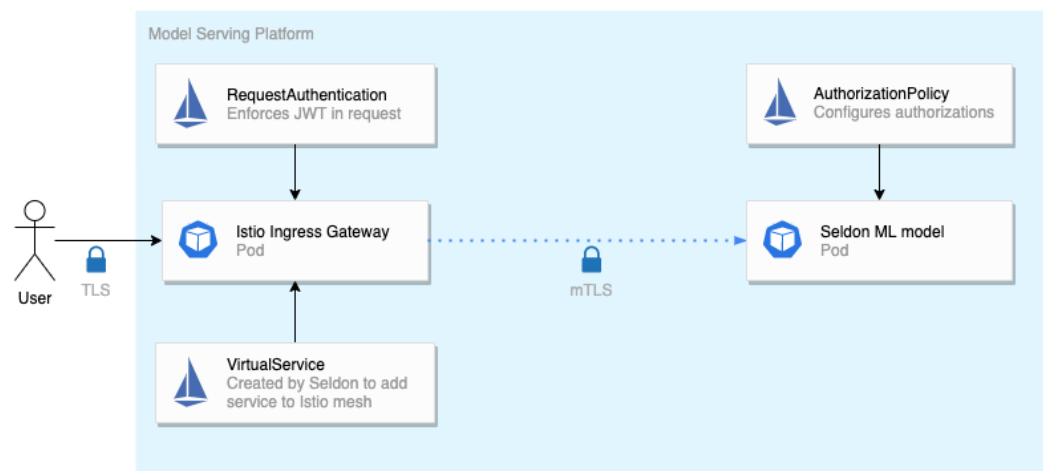 Model Serving Platform
RequestAuthentication
Enforces JWT in request
AuthorizationPolicy
Configures authorizations
Istio Ingress Gateway
Pod
Seldon ML model
Pod
User
TLS
mTLS
VirtualService
Created by Seldon to add
service to Istio mesh